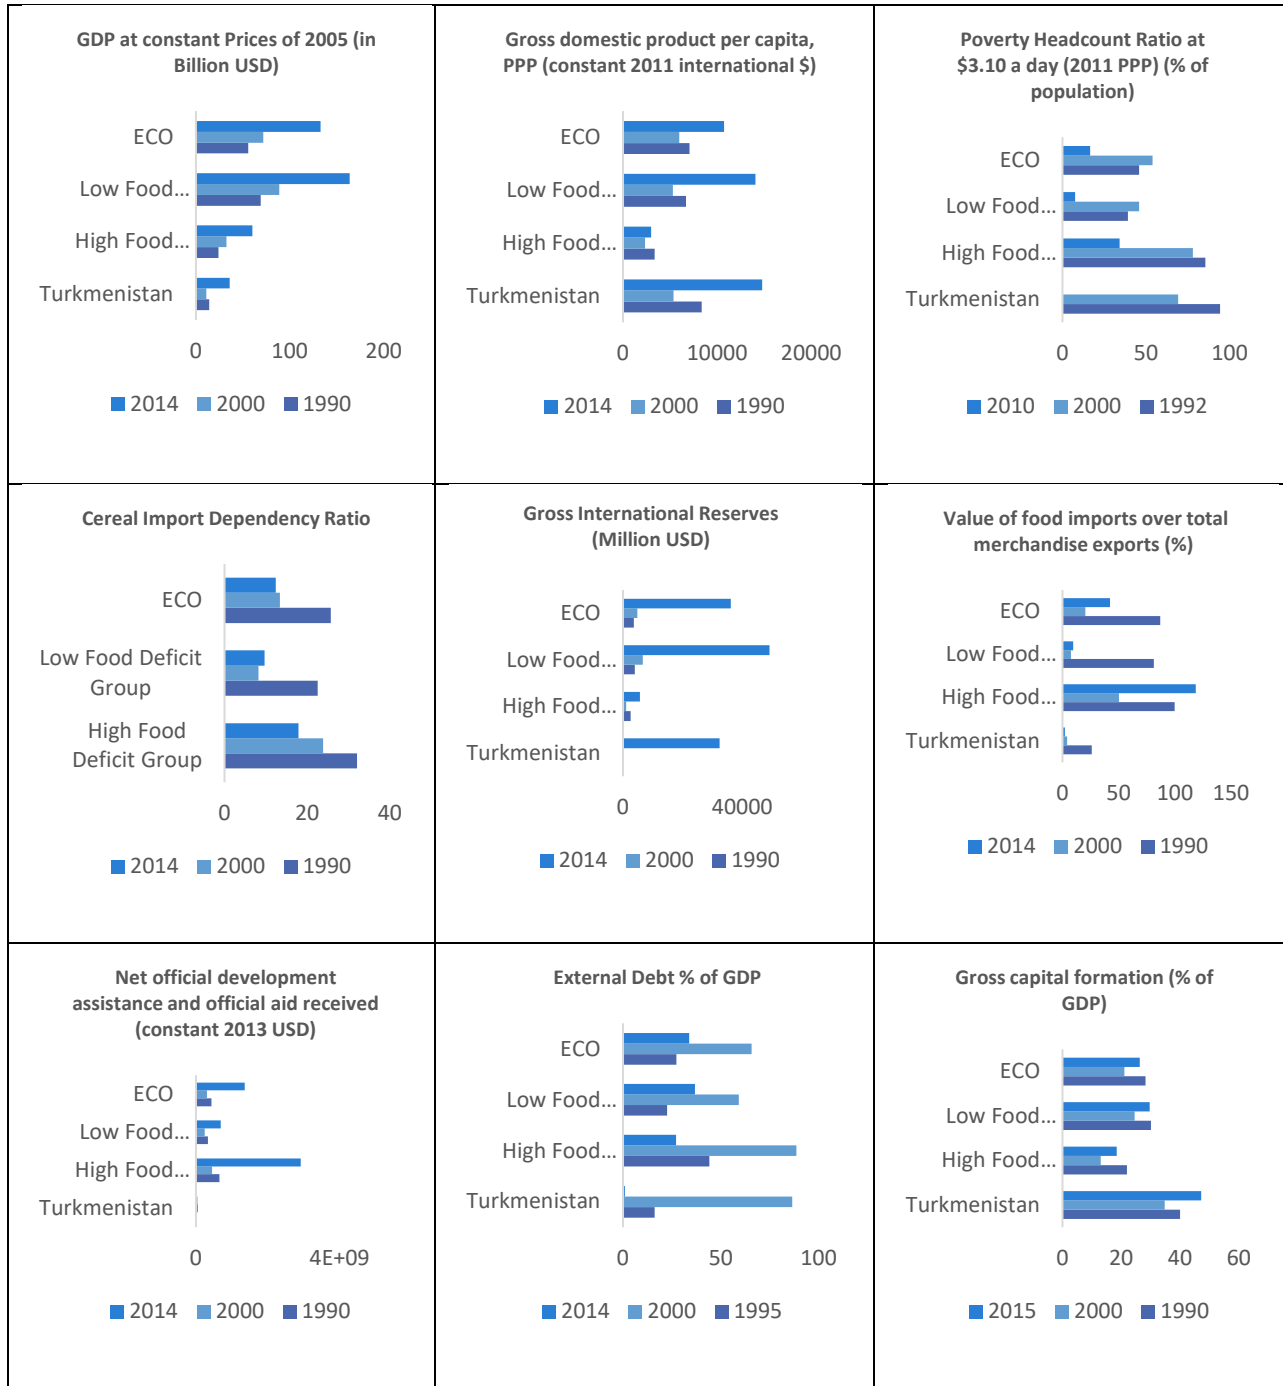 GDP at constant Prices of 2005 (in
Billion USD)
ECO
Low Food...
High Food...
Turkmenistan
0 100 200
2014 2000 1990
Gross domestic product per capita,
PPP (constant 2011 international $)
ECO
Low Food...
High Food...
Turkmenistan
0 10000 20000
2014 2000 1990
Poverty Headcount Ratio at
$3.10 a day (2011 PPP) (% of
population)
ECO
Low Food...
High Food...
Turkmenistan
0 50 100
2010 2000 1992
Cereal Import Dependency Ratio
ECO
Low Food Deficit
Group
High Food
Deficit Group
0 20 40
2014 2000 1990
Gross International Reserves
(Million USD)
ECO
Low Food...
High Food...
Turkmenistan
0 40000
2014 2000 1990
Value of food imports over total
merchandise exports (%)
ECO
Low Food...
High Food...
Turkmenistan
0 50 100 150
2014 2000 1990
Net official development
assistance and official aid received
(constant 2013 USD)
ECO
Low Food...
High Food...
Turkmenistan
0 4E+09
2014 2000 1990
External Debt % of GDP
ECO
Low Food...
High Food...
Turkmenistan
0 50 100
2014 2000 1995
Gross capital formation (% of
GDP)
ECO
Low Food...
High Food...
Turkmenistan
0 20 40 60
2015 2000 1990